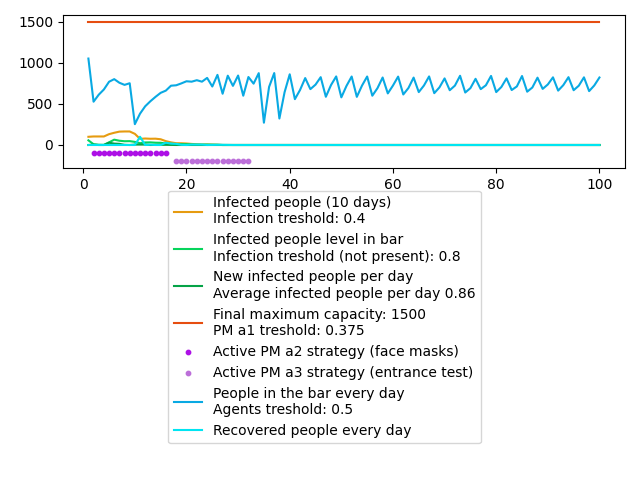 1500
1000
500
0
0 20 40 60 80 100
Infected people (10 days)
Infection treshold: 0.4
Infected people level in bar
Infection treshold (not present): 0.8
New infected people per day
Average infected people per day 0.86
Final maximum capacity: 1500
PM a1 treshold: 0.375
Active PM a2 strategy (face masks)
Active PM a3 strategy (entrance test)
People in the bar every day
Agents treshold: 0.5
Recovered people every day